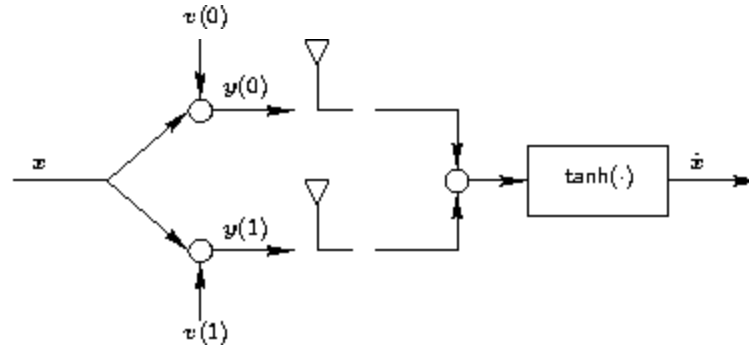 v(0)
y(0)
x
tanh(·)
x̂
y(1)
v(1)